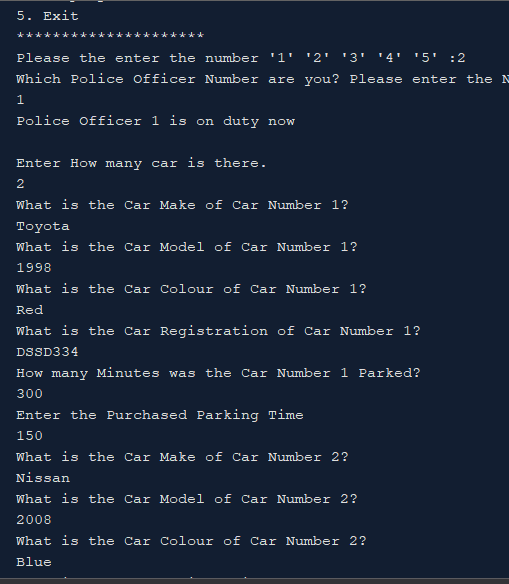 5. Exit
*********************
Please the enter the number '1' '2' '3' '4' '5' :2
Which Police Officer Number are you? Please enter the N
1
Police Officer 1 is on duty now
Enter How many car is there.
2
What is the Car Make of Car Number 1?
Toyota
What is the Car Model of Car Number 1?
1998
What is the Car Colour of Car Number 1?
Red
What is the Car Registration of Car Number 1?
DSSD334
How many Minutes was the Car Number 1 Parked?
300
Enter the Purchased Parking Time
150
What is the Car Make of Car Number 2?
Nissan
What is the Car Model of Car Number 2?
2008
What is the Car Colour of Car Number 2?
Blue